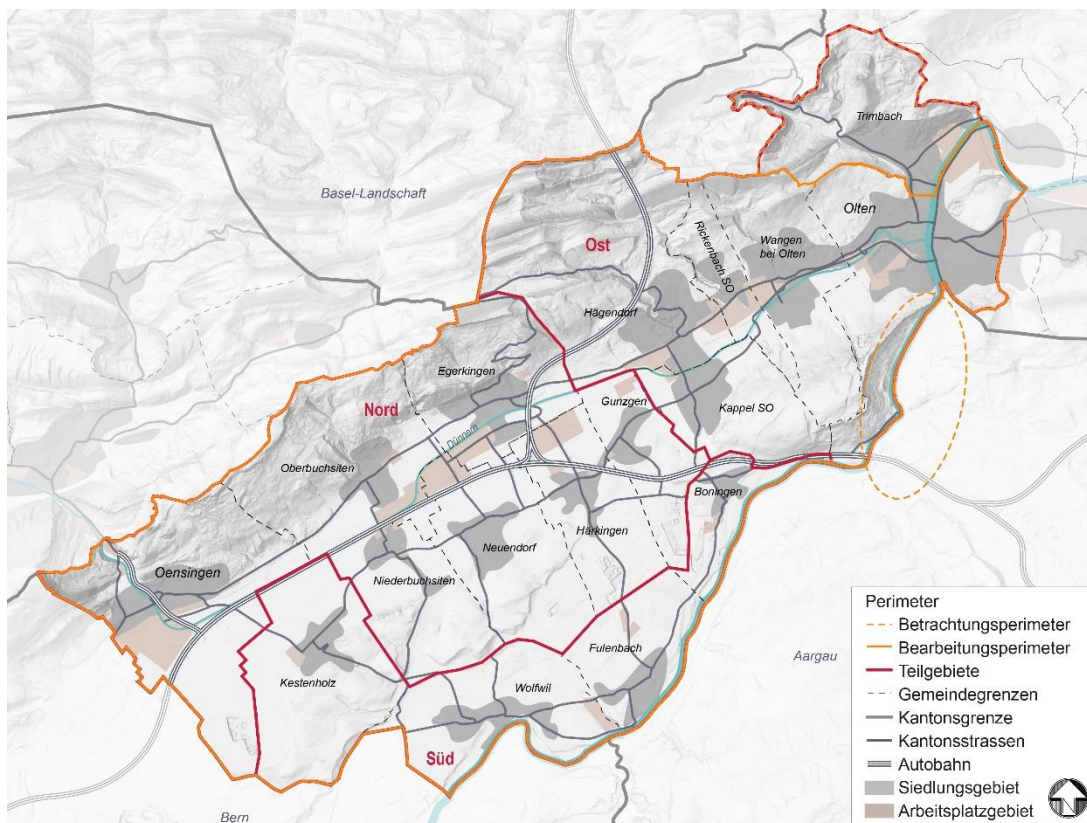 Trimbach
Basel-Landschaft
Olten
Rickenbach SO
Wangen
bei Olten
Ost
Hägendorf
Egerkingen
Nord
Gunzgen
Kappel SO
Dünnern
Oberbuchsiten
Boningen
Härkingen
Neuendorf
Oensingen
Niederbuchsiten
Fulenbach
Aargau
Kestenholz
Wolfwil
Süd
Bern
Perimeter
Betrachtungsperimeter
Bearbeitungsperimeter
Teilgebiete
Gemeindegrenzen
Kantonsgrenze
Kantonsstrassen
Autobahn
Siedlungsgebiet
Arbeitsplatzgebiet